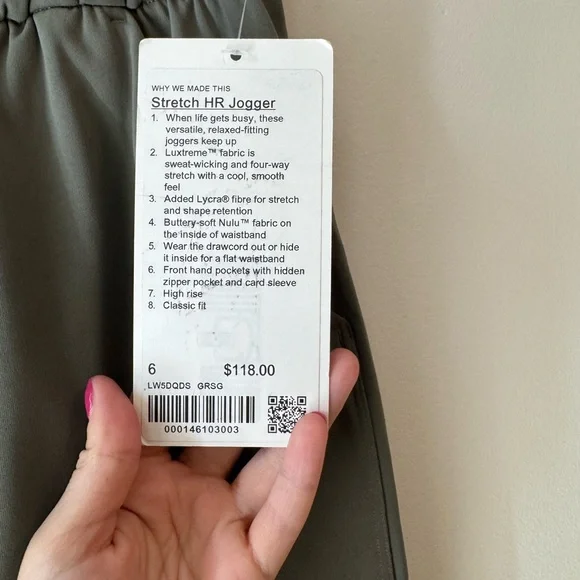 WHY WE MADE THIS
Stretch HR Jogger
1. When life gets busy, these
versatile, relaxed-fitting
joggers keep up
2. Luxtreme™ fabric is
sweat-wicking and four-way
stretch with a cool, smooth
feel
3. Added Lycra® fibre for stretch
and shape retention
4. Buttery-soft Nulu™ fabric on
the inside of waistband
5. Wear the drawcord out or hide
it inside for a flat waistband
6. Front hand pockets with hidden
zipper pocket and card sleeve
7. High rise
8. Classic fit
6 $118.00
LW5DQDS GRSG
000146103003